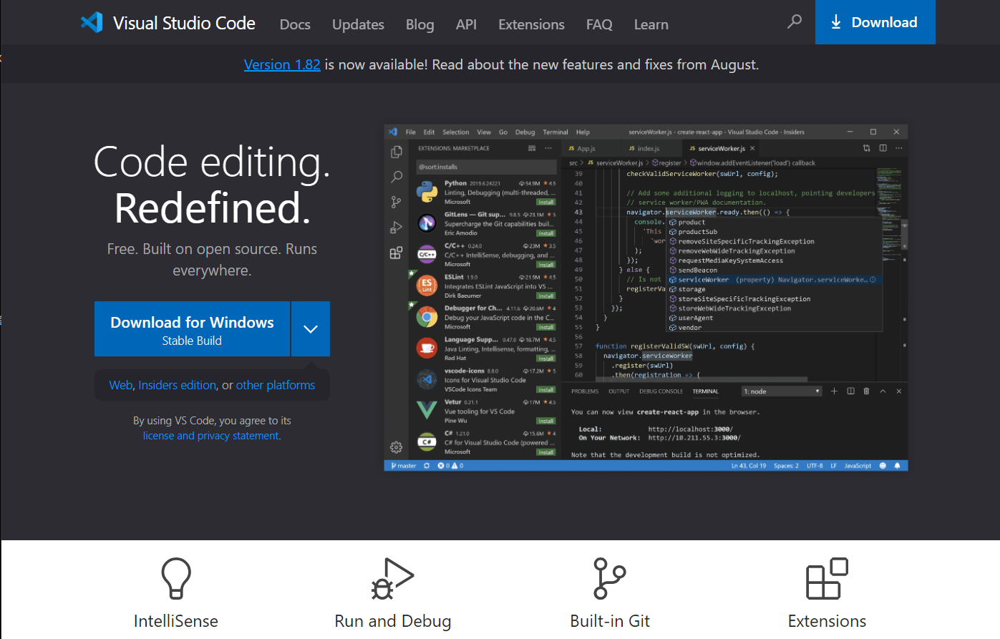 Visual Studio Code Docs Updates Blog API Extensions FAQ Learn Download
Version 1.82 is now available! Read about the new features and fixes from August.
Code editing.
Redefined.
Free. Built on open source. Runs
everywhere.
Download for Windows
Stable Build
Web, Insiders edition, or other platforms
By using VS Code, you agree to its
license and privacy statement.
File Edit Selection View Go Debug Terminal Help serviceWorker.js - create-react-app - Visual Studio Code - Insiders
EXTENSIONS: MARKETPLACE
@sort:installs
Python 2019.6.24221 54.9M ★ 4.5
Linting, Debugging (multi-threaded, ...
Microsoft Install
GitLens — Git sup... 9.8.5 23.1M ★ 5
Supercharge the Git capabilities buil...
Eric Amodio Install
C/C++
C/C++ 0.24.0 23M ★ 3.5
C/C++ IntelliSense, debugging, and ...
Microsoft Install
ES
Lint
ESLint 1.9.0 21.9M ★ 4.5
Integrates ESLint JavaScript into VS ...
Dirk Baeumer Install
Debugger for Ch... 4.11.6 20.6M ★ 4
Debug your JavaScript code in the C...
Microsoft Install
Language Supp... 0.47.0 18.7M ★ 4.5
Java Linting, Intellisense, formatting, ...
Red Hat Install
vscode-icons 8.8.0 17.2M ★ 5
Icons for Visual Studio Code
VSCode Icons Team Install
Vetur 0.21.1 17M ★ 4.5
Vue tooling for VS Code
Pine Wu Install
C#
C# 1.21.0 15.6M ★ 4
C# for Visual Studio Code (powered ...
Microsoft Install
JS App.js JS index.js JS serviceWorker.js
src > JS serviceWorker.js > register > window.addEventListener('load') callback
39 checkValidServiceWorker(swUrl, config);
40
41 // Add some additional logging to localhost, pointing developers
42 // service worker/PWA documentation.
43 navigator.serviceWorker.ready.then(() => {
44 console.
45 'This
46 'wor
47 );
48 });
49 } else {
50 // Is not
51 registerVa
52 }
53 });
54 }
55 }
56
57 function registerValidSW(swUrl, config) {
58 navigator.serviceWorker
59 .register(swUrl)
60 .then(registration => {
product
productSub
removeSiteSpecificTrackingException
removeWebWideTrackingException
requestMediaKeySystemAccess
sendBeacon
serviceWorker (property) Navigator.serviceWorke...
storage
storeSiteSpecificTrackingException
storeWebWideTrackingException
userAgent
vendor
PROBLEMS OUTPUT DEBUG CONSOLE TERMINAL 1: node
You can now view create-react-app in the browser.
Local: http://localhost:3000/
On Your Network: http://10.211.55.3:3000/
Note that the development build is not optimized.
master 0 0 Ln 43, Col 19 Spaces: 2 UTF-8 LF JavaScript
IntelliSense Run and Debug Built-in Git Extensions